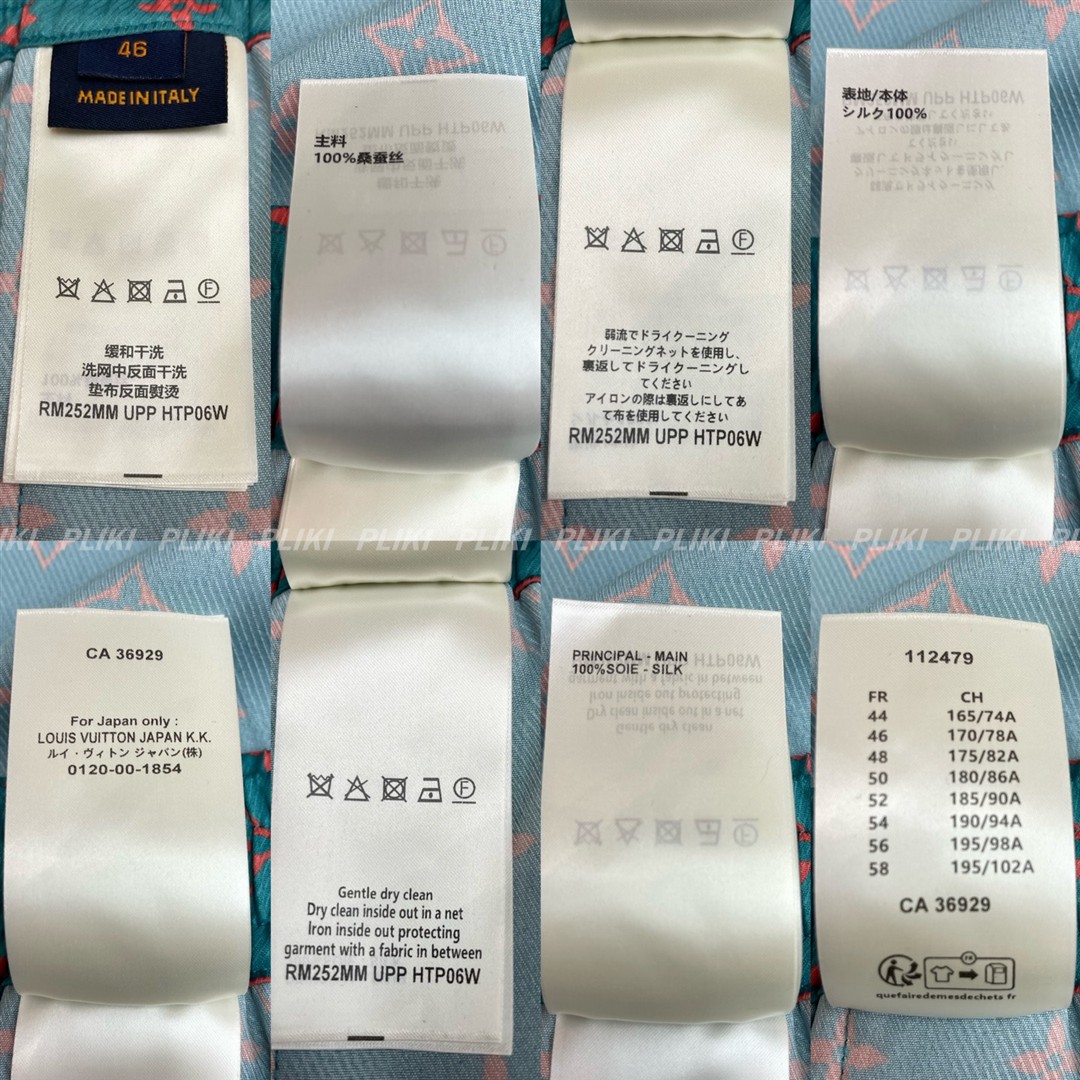 46
MADE IN ITALY
缓和干洗
洗网中反面干洗
垫布反面熨烫
RM252MM UPP HTP06W
主料
100%桑蚕丝
弱流でドライクーニング
クリーニングネットを使用し、
裏返してドライクーニングし
てください
アイロンの際は裏返しにしてあ
て布を使用してください
RM252MM UPP HTP06W
表地/本体
シルク100%
PLIKI PLIKI PLIKI PLIKI PLIKI PLIKI PLIKI PLIKI PLIKI PLIKI PLIKI
CA 36929
For Japan only :
LOUIS VUITTON JAPAN K.K.
ルイ・ヴィトン ジャパン(株)
0120-00-1854
F
Gentle dry clean
Dry clean inside out in a net
Iron inside out protecting
garment with a fabric in between
RM252MM UPP HTP06W
PRINCIPAL - MAIN
100%SOIE - SILK
112479
FR CH
44 165/74A
46 170/78A
48 175/82A
50 180/86A
52 185/90A
54 190/94A
56 195/98A
58 195/102A
CA 36929
FR
quefairedemesdechets.fr